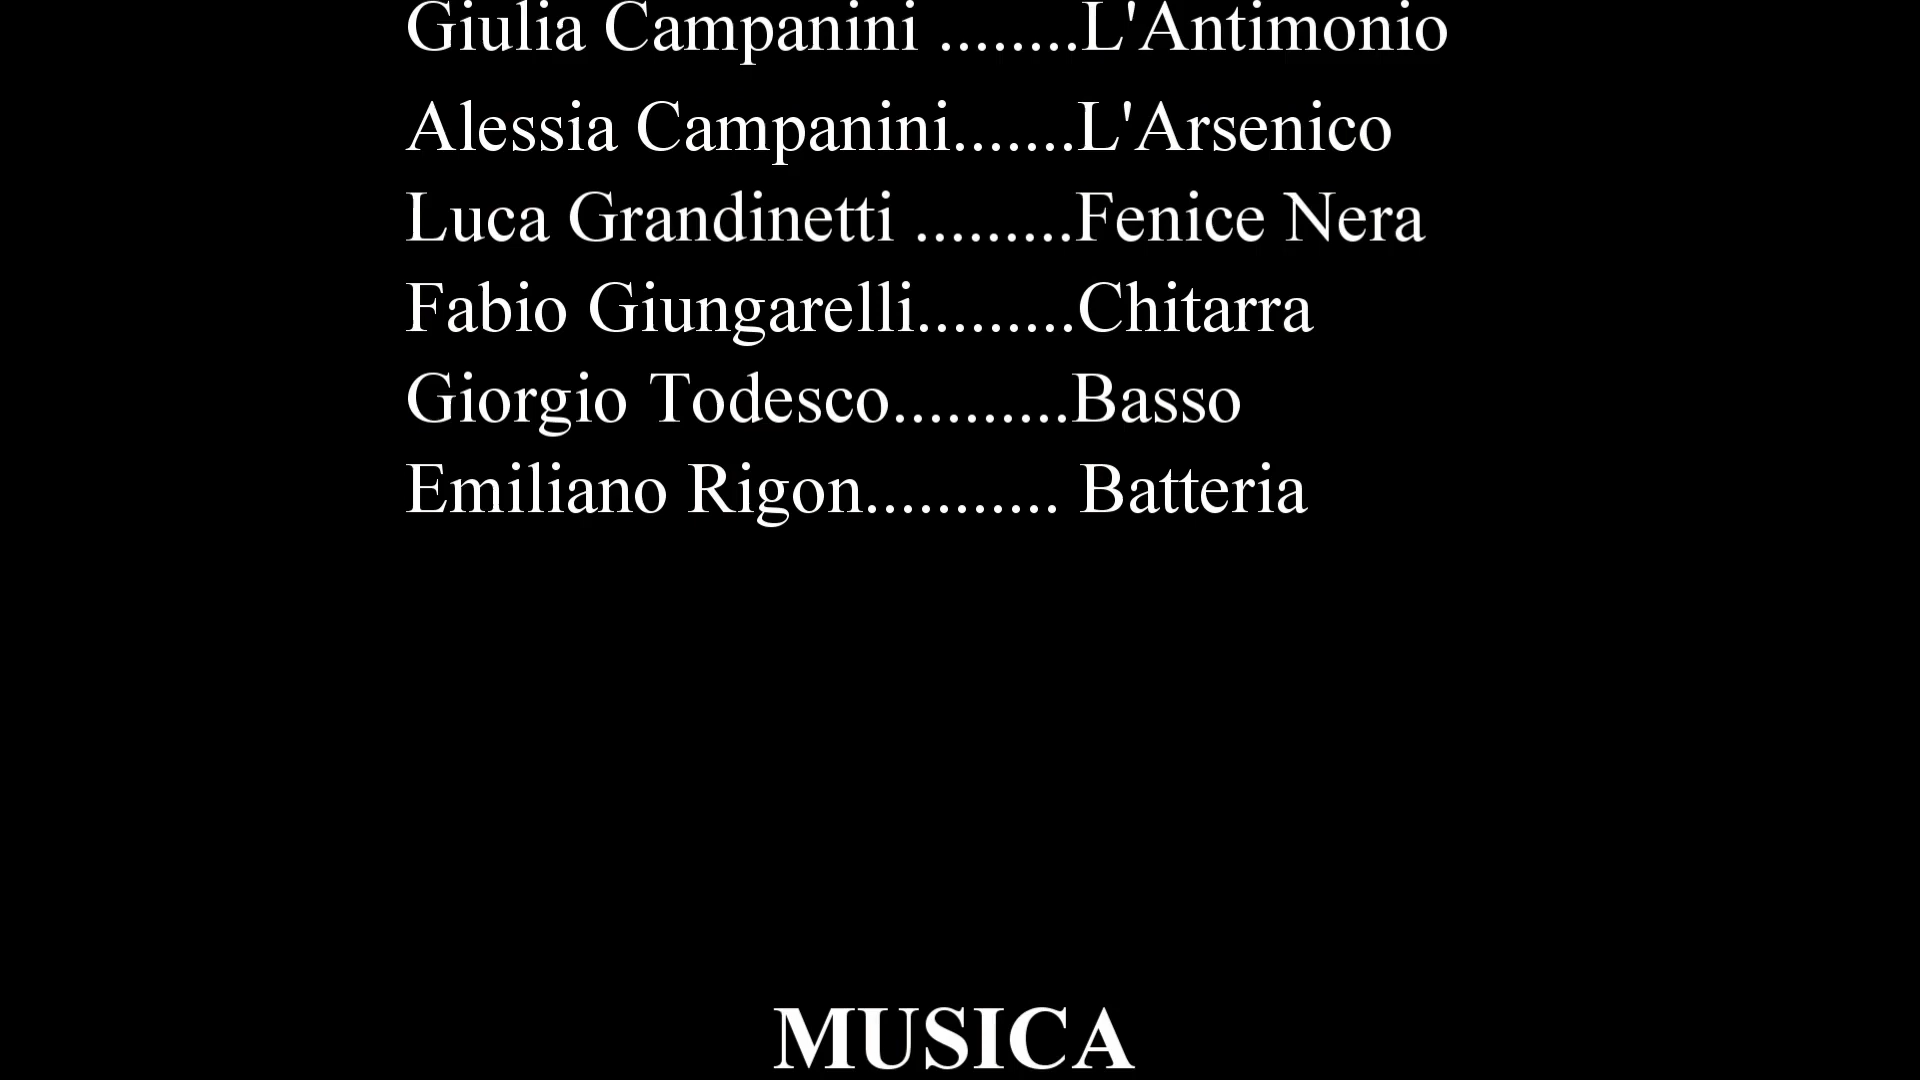 Giulia Campanini ........L'Antimonio
Alessia Campanini.......L'Arsenico
Luca Grandinetti .........Fenice Nera
Fabio Giungarelli.........Chitarra
Giorgio Todesco..........Basso
Emiliano Rigon........... Batteria
MUSICA